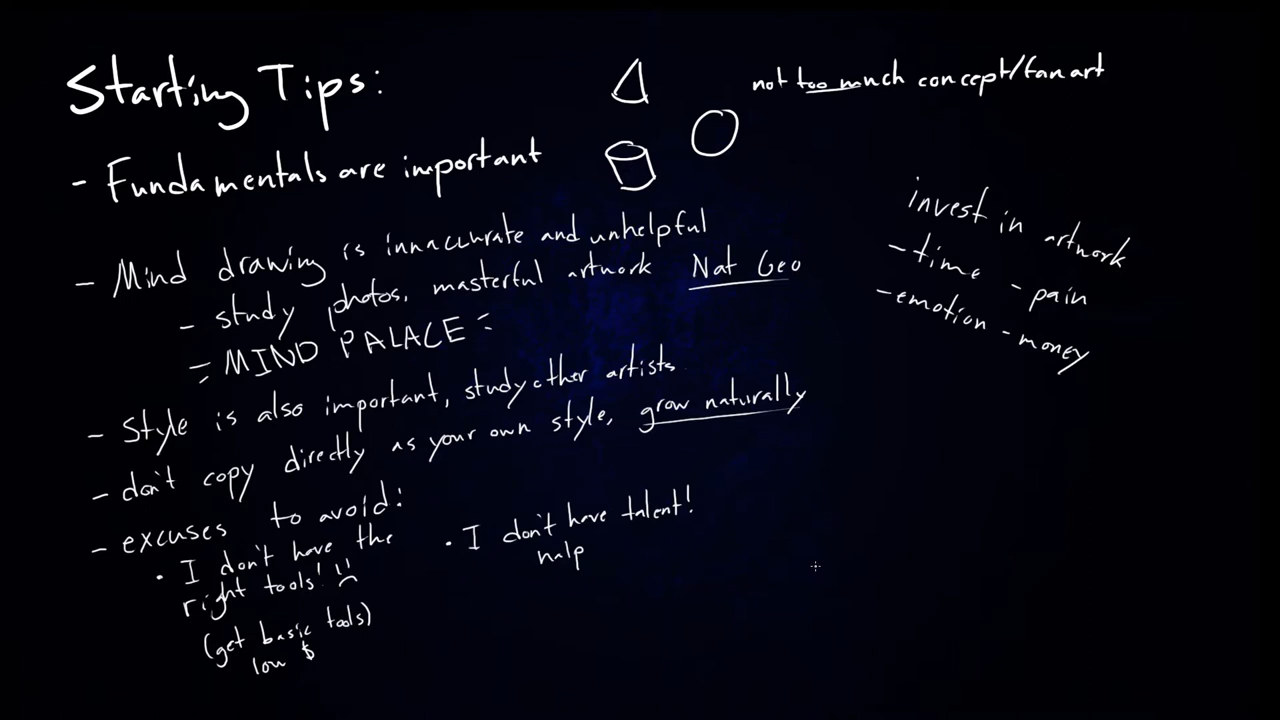 Starting Tips:
not too much concept/fanart
- Fundamentals are important
- Mind drawing is innaccurate and unhelpful
- study photos, masterful artwork Nat Geo
= MIND PALACE =
- Style is also important, study other artists
- don't copy directly as your own style, grow naturally
- excuses to avoid:
• I don't have the
right tools! :(
(get basic tools)
low $
• I don't have talent!
halp
invest in artwork
- time - pain
- emotion - money